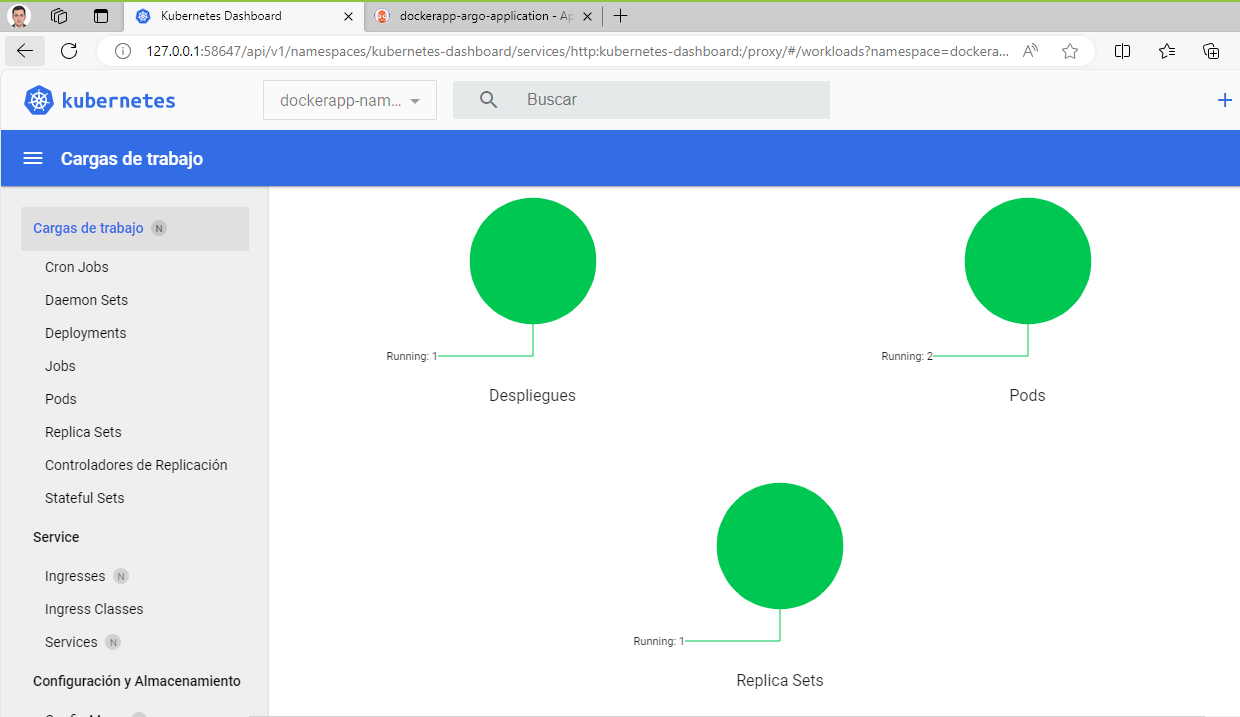 Kubernetes Dashboard
dockerapp-argo-application - Ap
127.0.0.1:58647/api/v1/namespaces/kubernetes-dashboard/services/http:kubernetes-dashboard:/proxy/#/workloads?namespace=dockera...
kubernetes
dockerapp-nam...
Buscar
Cargas de trabajo
Cargas de trabajo N
Cron Jobs
Daemon Sets
Deployments
Jobs
Pods
Replica Sets
Controladores de Replicación
Stateful Sets
Service
Ingresses N
Ingress Classes
Services N
Configuración y Almacenamiento
Running: 1
Despliegues
Running: 2
Pods
Running: 1
Replica Sets